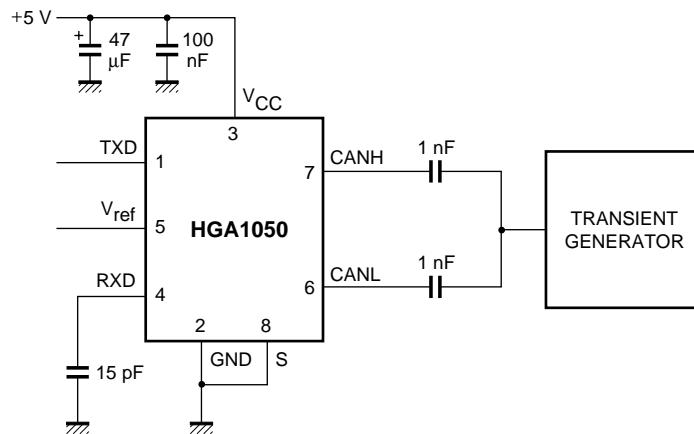 +5 V
+
47
μF
100
nF
VCC
3
TXD
1
CANH
7
1 nF
Vref
5
HGA1050
TRANSIENT
GENERATOR
RXD
4
CANL
6
1 nF
2
8
GND
S
15 pF